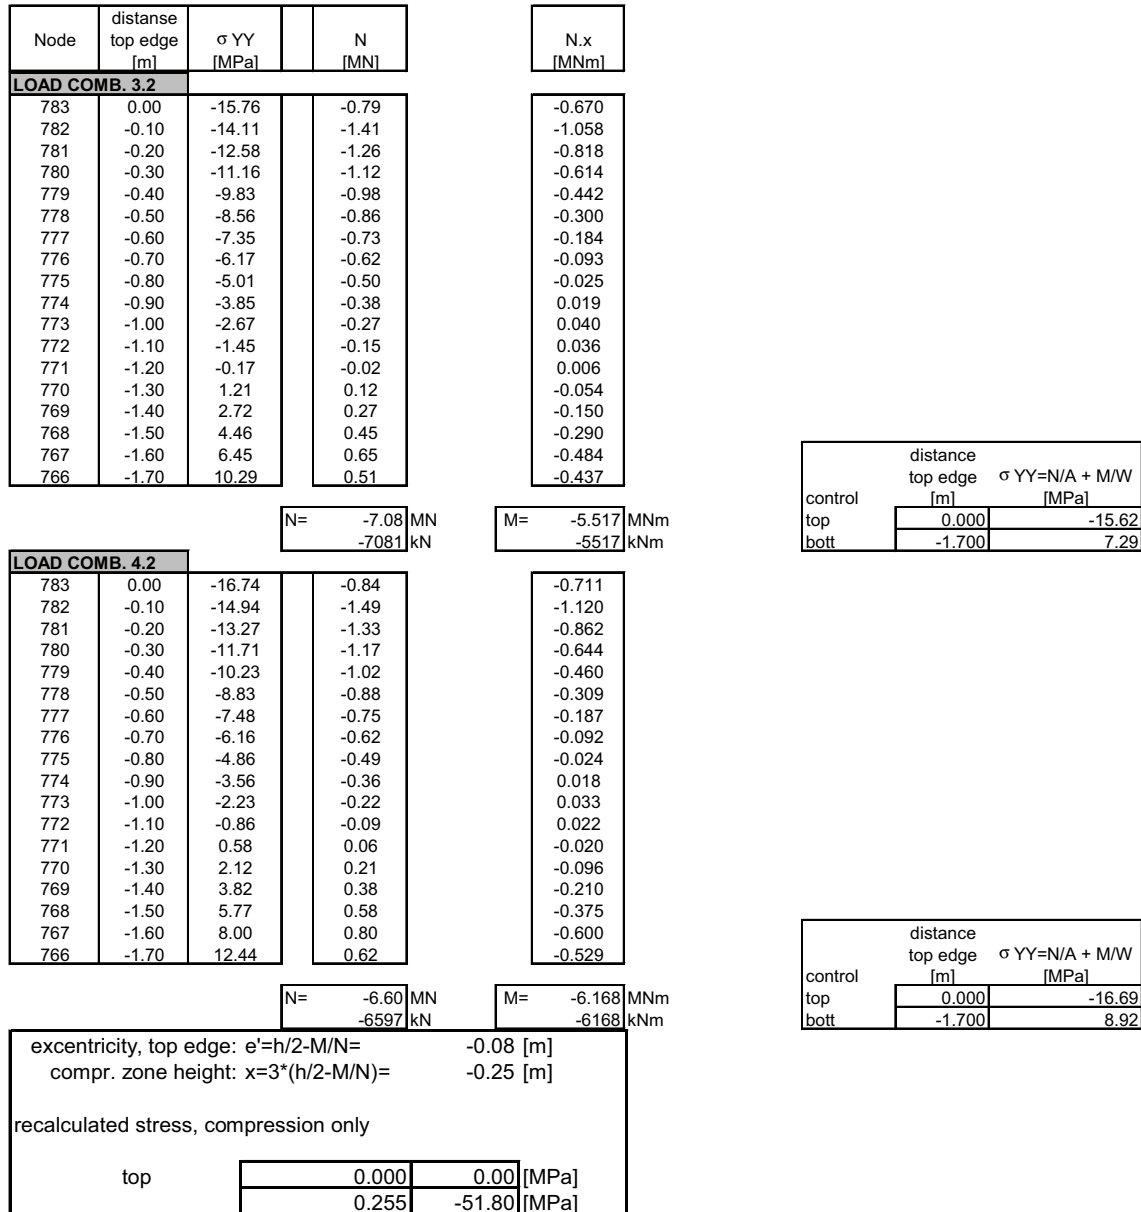 distanse
Node top edge σ YY N N.x
[m] [MPa] [MN] [MNm]
LOAD COMB. 3.2
783 0.00 -15.76 -0.79 -0.670
782 -0.10 -14.11 -1.41 -1.058
781 -0.20 -12.58 -1.26 -0.818
780 -0.30 -11.16 -1.12 -0.614
779 -0.40 -9.83 -0.98 -0.442
778 -0.50 -8.56 -0.86 -0.300
777 -0.60 -7.35 -0.73 -0.184
776 -0.70 -6.17 -0.62 -0.093
775 -0.80 -5.01 -0.50 -0.025
774 -0.90 -3.85 -0.38 0.019
773 -1.00 -2.67 -0.27 0.040
772 -1.10 -1.45 -0.15 0.036
771 -1.20 -0.17 -0.02 0.006
770 -1.30 1.21 0.12 -0.054
769 -1.40 2.72 0.27 -0.150
768 -1.50 4.46 0.45 -0.290
767 -1.60 6.45 0.65 -0.484
766 -1.70 10.29 0.51 -0.437
distance
top edge σ YY=N/A + M/W
control [m] [MPa]
N= -7.08 MN M= -5.517 MNm top 0.000 -15.62
-7081 kN -5517 kNm bott -1.700 7.29
LOAD COMB. 4.2
783 0.00 -16.74 -0.84 -0.711
782 -0.10 -14.94 -1.49 -1.120
781 -0.20 -13.27 -1.33 -0.862
780 -0.30 -11.71 -1.17 -0.644
779 -0.40 -10.23 -1.02 -0.460
778 -0.50 -8.83 -0.88 -0.309
777 -0.60 -7.48 -0.75 -0.187
776 -0.70 -6.16 -0.62 -0.092
775 -0.80 -4.86 -0.49 -0.024
774 -0.90 -3.56 -0.36 0.018
773 -1.00 -2.23 -0.22 0.033
772 -1.10 -0.86 -0.09 0.022
771 -1.20 0.58 0.06 -0.020
770 -1.30 2.12 0.21 -0.096
769 -1.40 3.82 0.38 -0.210
768 -1.50 5.77 0.58 -0.375
767 -1.60 8.00 0.80 -0.600
766 -1.70 12.44 0.62 -0.529
distance
top edge σ YY=N/A + M/W
control [m] [MPa]
N= -6.60 MN M= -6.168 MNm top 0.000 -16.69
-6597 kN -6168 kNm bott -1.700 8.92
excentricity, top edge: e'=h/2-M/N= -0.08 [m]
compr. zone height: x=3*(h/2-M/N)= -0.25 [m]
recalculated stress, compression only
top 0.000 0.00 [MPa]
0.255 -51.80 [MPa]